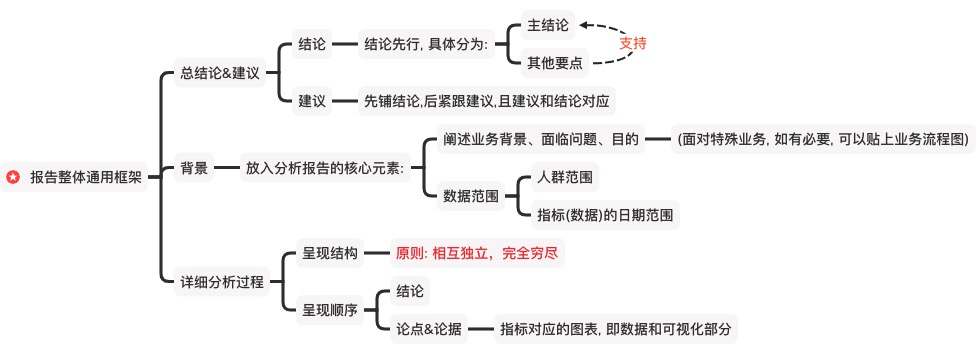 报告整体通用框架
总结论&建议
结论
结论先行, 具体分为:
主结论
其他要点
支持
建议
先铺结论,后紧跟建议,且建议和结论对应
背景
放入分析报告的核心元素:
阐述业务背景、面临问题、目的
(面对特殊业务, 如有必要, 可以贴上业务流程图)
数据范围
人群范围
指标(数据)的日期范围
详细分析过程
呈现结构
原则: 相互独立，完全穷尽
呈现顺序
结论
论点&论据
指标对应的图表, 即数据和可视化部分